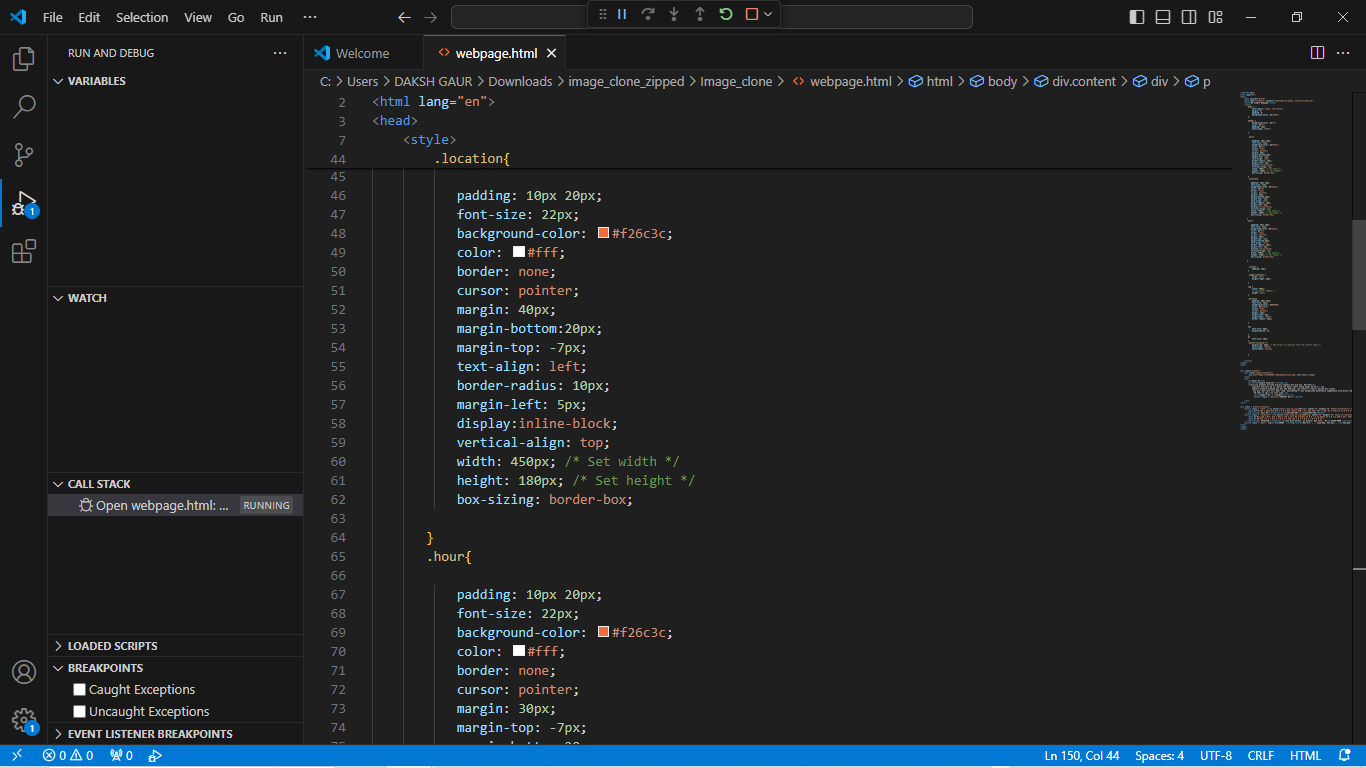 File Edit Selection View Go Run ···
RUN AND DEBUG ···
VARIABLES
WATCH
CALL STACK
Open webpage.html: ... RUNNING
LOADED SCRIPTS
BREAKPOINTS
Caught Exceptions
Uncaught Exceptions
EVENT LISTENER BREAKPOINTS
1
1
Welcome webpage.html
C: > Users > DAKSH GAUR > Downloads > image_clone_zipped > Image_clone > webpage.html > html > body > div.content > div > p
2 <html lang="en">
3 <head>
7 <style>
44 .location{
45
46 padding: 10px 20px;
47 font-size: 22px;
48 background-color: #f26c3c;
49 color: #fff;
50 border: none;
51 cursor: pointer;
52 margin: 40px;
53 margin-bottom:20px;
54 margin-top: -7px;
55 text-align: left;
56 border-radius: 10px;
57 margin-left: 5px;
58 display:inline-block;
59 vertical-align: top;
60 width: 450px; /* Set width */
61 height: 180px; /* Set height */
62 box-sizing: border-box;
63
64 }
65 .hour{
66
67 padding: 10px 20px;
68 font-size: 22px;
69 background-color: #f26c3c;
70 color: #fff;
71 border: none;
72 cursor: pointer;
73 margin: 30px;
74 margin-top: -7px;
0 0 0 Ln 150, Col 44 Spaces: 4 UTF-8 CRLF HTML